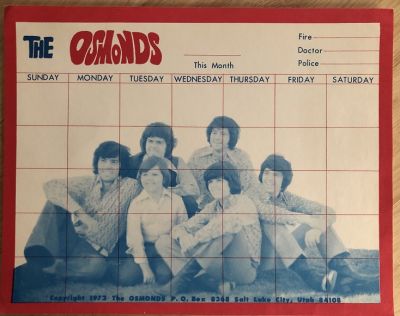 THE OSMONDS
Fire
Doctor
Police
This Month
SUNDAY MONDAY TUESDAY WEDNESDAY THURSDAY FRIDAY SATURDAY
Copyright 1973 The OSMONDS P. O. Box 8368 Salt Lake City, Utah 84108